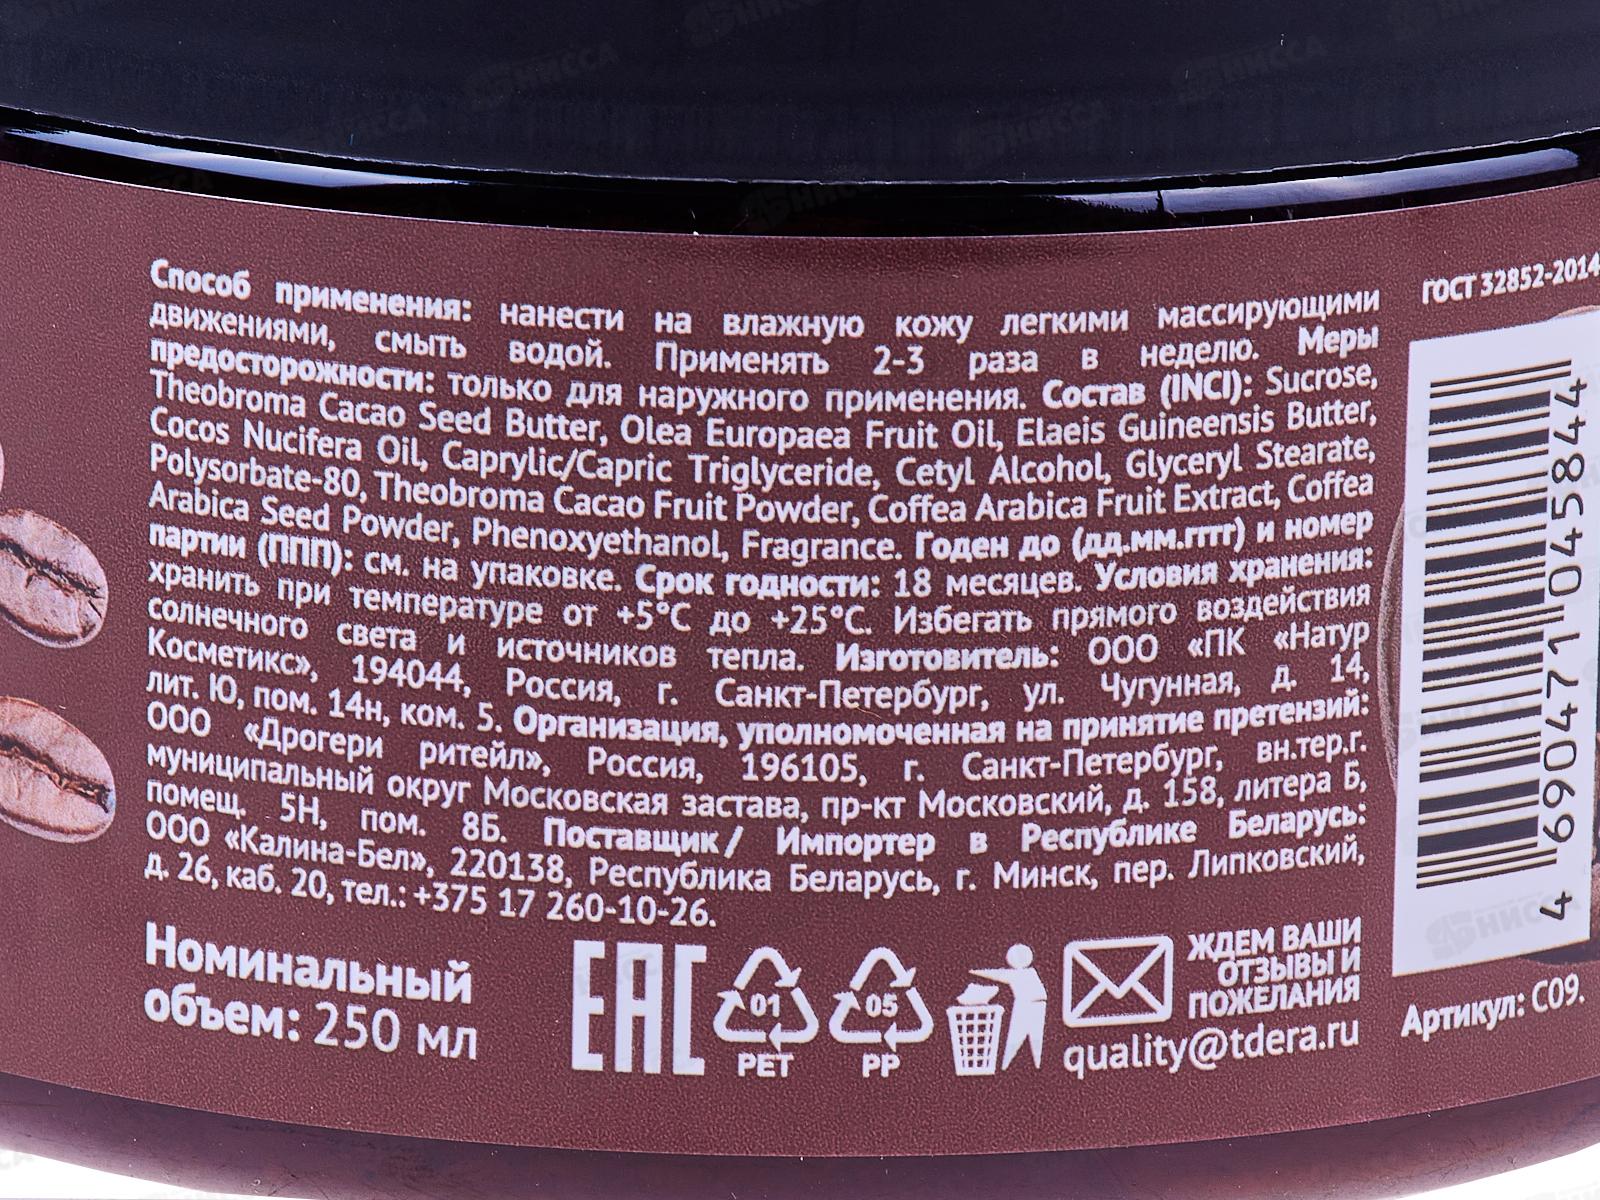 Способ применения: нанести на влажную кожу легкими массирующими
движениями, смыть водой. Применять 2-3 раза в неделю. Меры
предосторожности: только для наружного применения. Состав (INCI): Sucrose,
Theobroma Cacao Seed Butter, Olea Europaea Fruit Oil, Elaeis Guineensis Butter,
Cocos Nucifera Oil, Caprylic/Capric Triglyceride, Cetyl Alcohol, Glyceryl Stearate,
Polysorbate-80, Theobroma Cacao Fruit Powder, Coffea Arabica Fruit Extract, Coffea
Arabica Seed Powder, Phenoxyethanol, Fragrance. Годен до (дд.мм.гггг) и номер
партии (ППП): см. на упаковке. Срок годности: 18 месяцев. Условия хранения:
хранить при температуре от +5°C до +25°C. Избегать прямого воздействия
солнечного света и источников тепла. Изготовитель: ООО «ПК «Натур
Косметикс», 194044, Россия, г. Санкт-Петербург, ул. Чугунная, д. 14,
лит. Ю, пом. 14н, ком. 5. Организация, уполномоченная на принятие претензий:
ООО «Дрогери ритейл», Россия, 196105, г. Санкт-Петербург, вн.тер.г.
муниципальный округ Московская застава, пр-кт Московский, д. 158, литера Б,
помещ. 5Н, пом. 8Б. Поставщик/ Импортер в Республике Беларусь:
ООО «Калина-Бел», 220138, Республика Беларусь, г. Минск, пер. Липковский,
д. 26, каб. 20, тел.: +375 17 260-10-26.
Номинальный
объем: 250 мл
EAC
01
PET
05
PP
ЖДЕМ ВАШИ
ОТЗЫВЫ И
ПОЖЕЛАНИЯ
quality@tdera.ru
ГОСТ 32852-2014
4 690471 045844
Артикул: С09.
НИССА